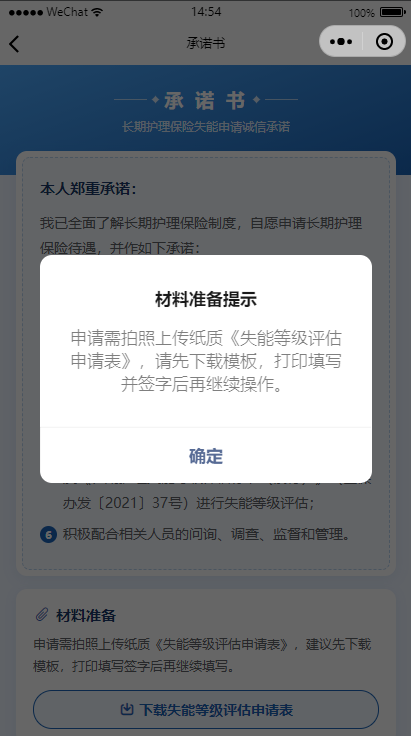 WeChat
14:54
100%
承诺书
承诺书
长期护理保险失能申请诚信承诺
本人郑重承诺：
我已全面了解长期护理保险制度，自愿申请长期护理
保险待遇，并作如下承诺：
材料准备提示
申请需拍照上传纸质《失能等级评估
申请表》，请先下载模板，打印填写
并签字后再继续操作。
确定
办发〔2021〕37号）进行失能等级评估；
6 积极配合相关人员的问询、调查、监督和管理。
材料准备
申请需拍照上传纸质《失能等级评估申请表》，建议先下载
模板，打印填写签字后再继续填写。
下载失能等级评估申请表